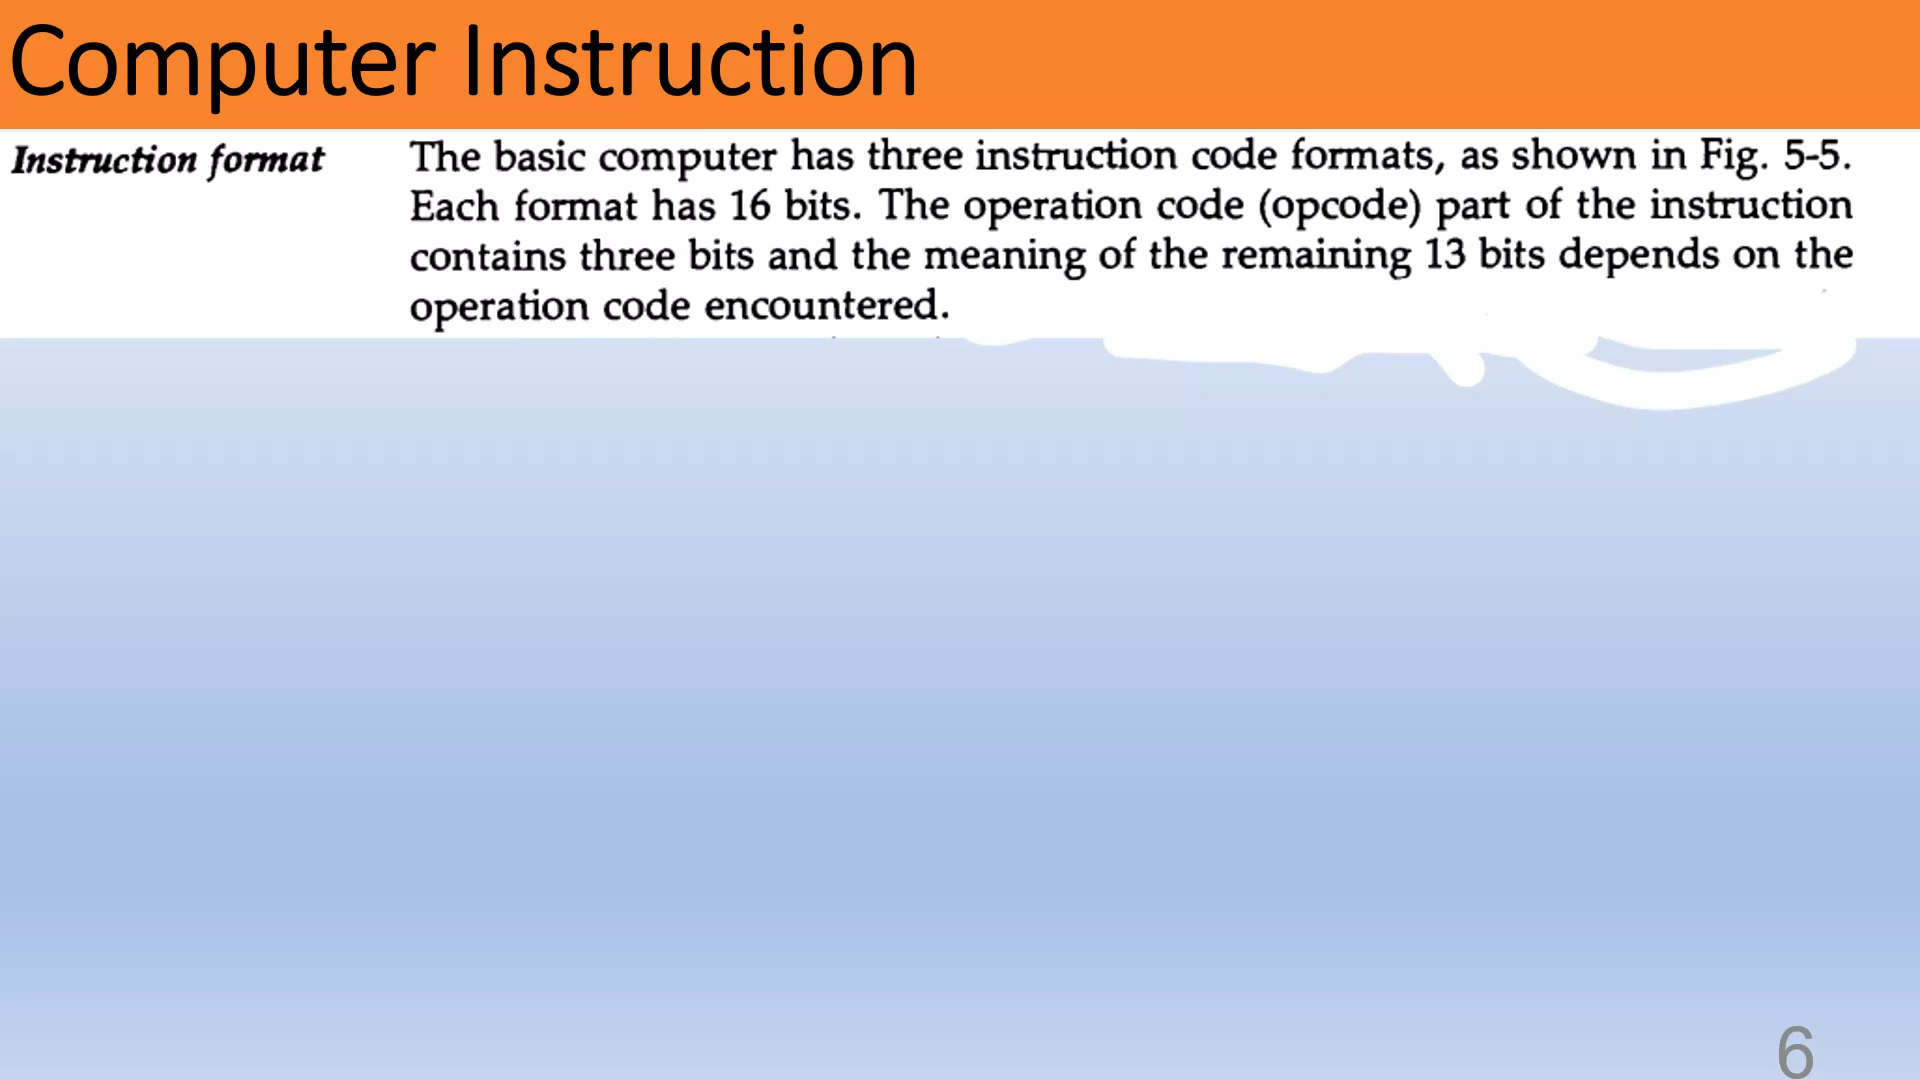 Computer Instruction
Instruction format
The basic computer has three instruction code formats, as shown in Fig. 5-5.
Each format has 16 bits. The operation code (opcode) part of the instruction
contains three bits and the meaning of the remaining 13 bits depends on the
operation code encountered.
6